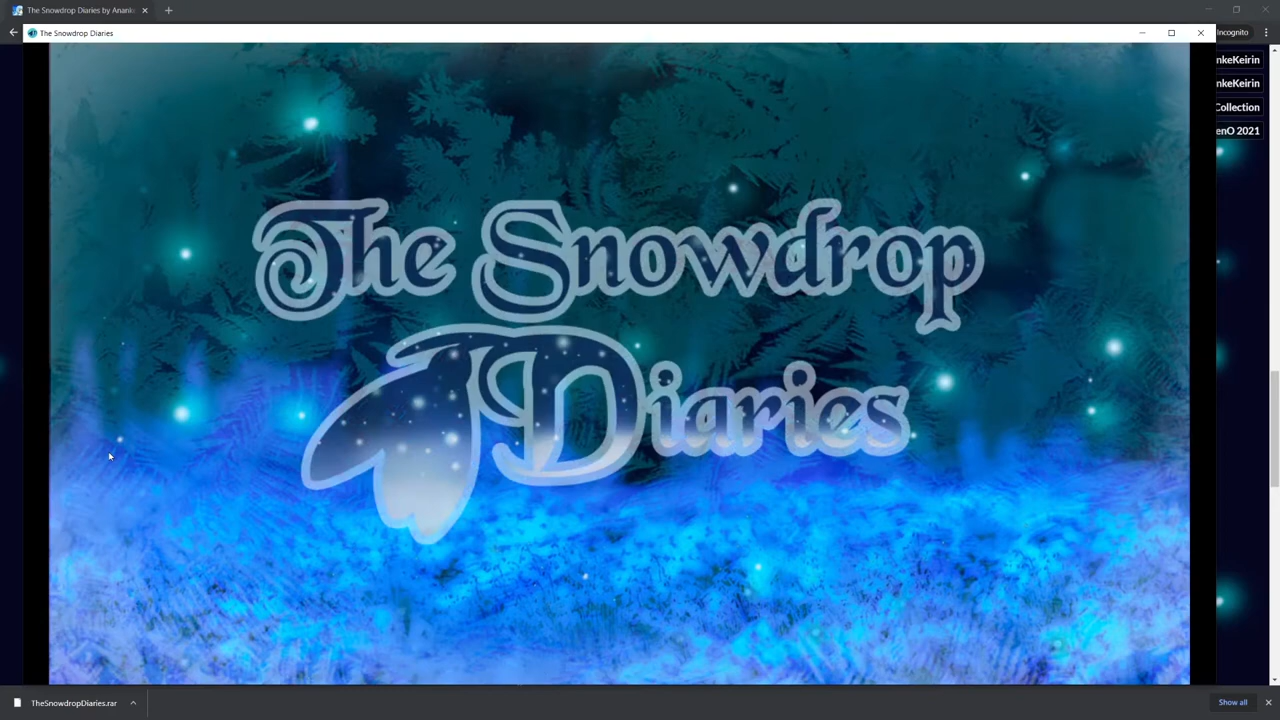 The Snowdrop Diaries by Ananke
The Snowdrop Diaries
Incognito
nkeKeirin
nkeKeirin
Collection
enO 2021
The Snowdrop
Diaries
TheSnowdropDiaries.rar
Show all